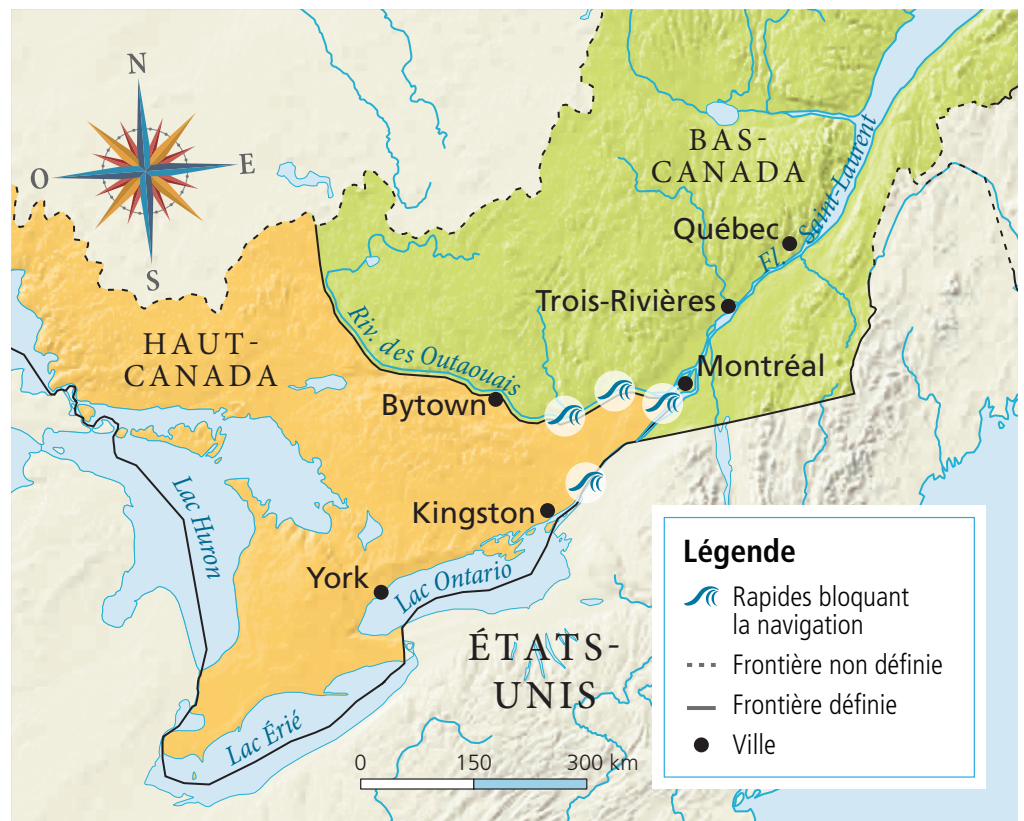 N
O
E
S
BAS-
CANADA
Fl. Saint-Laurent
Québec
Trois-Rivières
Montréal
Riv. des Outaouais
HAUT-
CANADA
Bytown
Kingston
Lac Huron
York
Lac Ontario
ÉTATS-
UNIS
Lac Érié
0 150 300 km
Légende
Rapides bloquant
la navigation
Frontière non définie
Frontière définie
Ville